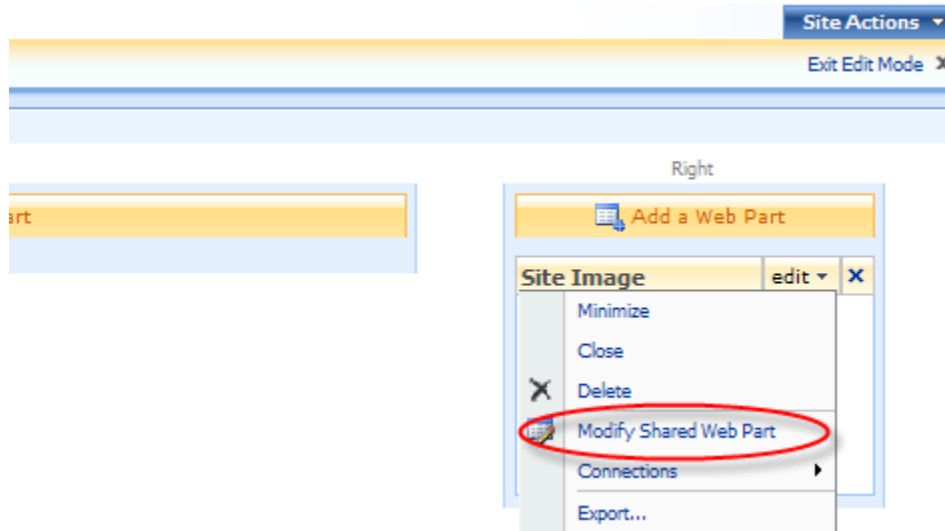 Site Actions
Exit Edit Mode
Right
art
Add a Web Part
Site Image
edit
Minimize
Close
Delete
Modify Shared Web Part
Connections
Export...